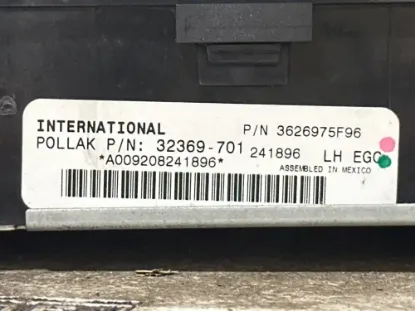 INTERNATIONAL P/N 3626975F96
POLLAK P/N: 32369-701 241896 LH EGC
*A009208241896* ASSEMBLED IN MEXICO